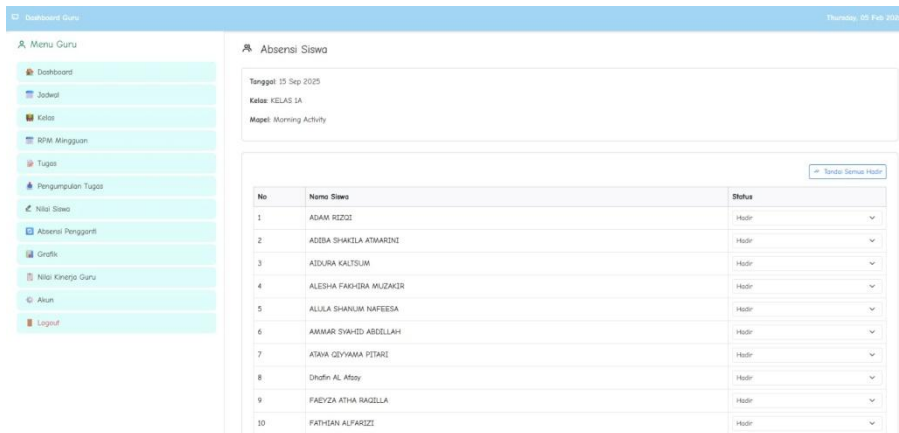 Dashboard Guru
Thursday, 05 Feb 202
Menu Guru
Dashboard
Jadwal
Kelas
RPM Mingguan
Tugas
Pengumpulan Tugas
Nilai Siswa
Absensi Pengganti
Grafik
Nilai Kinerja Guru
Akun
Logout
Absensi Siswa
Tanggal: 15 Sep 2025
Kelas: KELAS 1A
Mapel: Morning Activity
Tandai Semua Hadir
No Nama Siswa Status
1 ADAM RIZQI Hadir
2 ADIBA SHAKILA ATMARINI Hadir
3 AIDURA KALTSUM Hadir
4 ALESHA FAKHIRA MUZAKIR Hadir
5 ALULA SHANUM NAFEESA Hadir
6 AMMAR SYAHID ABDILLAH Hadir
7 ATAYA QIYYAMA PITARI Hadir
8 Dhafin AL Afsay Hadir
9 FAEYZA ATHA RAQILLA Hadir
10 FATHIAN ALFARIZI Hadir